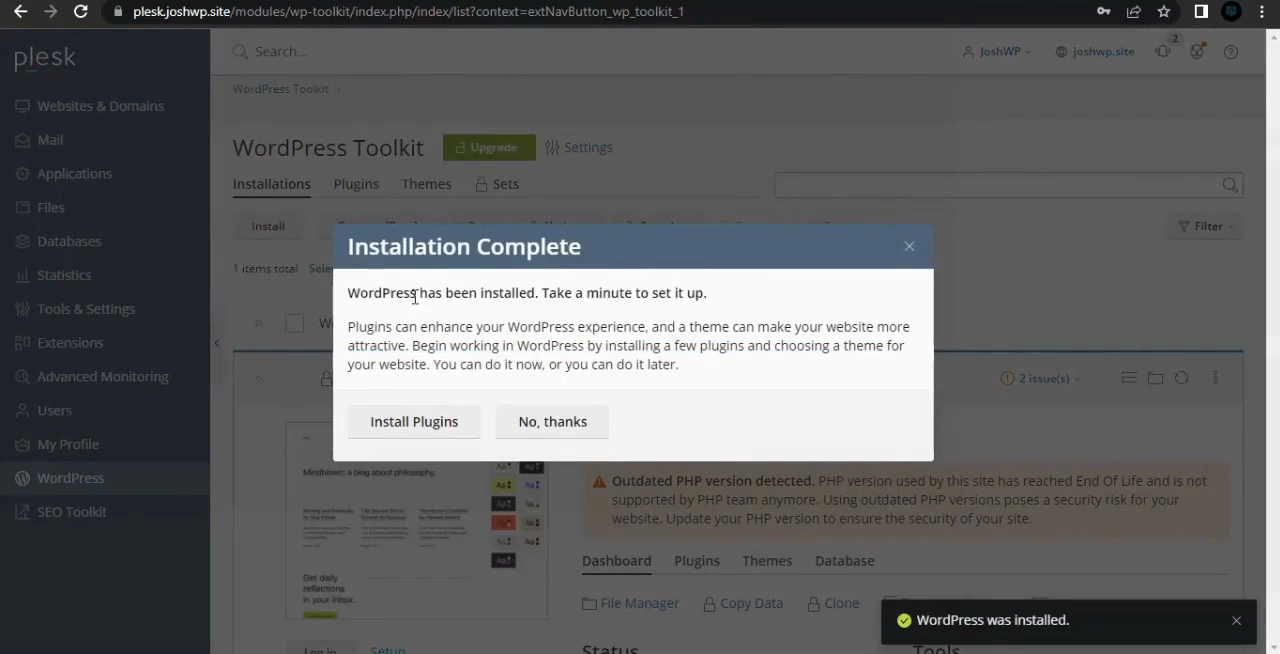 plesk.joshwp.site/modules/wp-toolkit/index.php/index/list?context=extNavButton_wp_toolkit_1
plesk
Search...
JoshWP
joshwp.site
2
Websites & Domains
Mail
Applications
Files
Databases
Statistics
Tools & Settings
Extensions
Advanced Monitoring
Users
My Profile
WordPress
SEO Toolkit
WordPress Toolkit
WordPress Toolkit
Upgrade
Settings
Installations
Plugins
Themes
Sets
Install
Filter
1 items total
Installation Complete
WordPress has been installed. Take a minute to set it up.
Plugins can enhance your WordPress experience, and a theme can make your website more
attractive. Begin working in WordPress by installing a few plugins and choosing a theme for
your website. You can do it now, or you can do it later.
Install Plugins
No, thanks
2 issue(s)
Mindblown: a blog about philosophy.
Get daily
reflections
in your inbox.
Outdated PHP version detected. PHP version used by this site has reached End Of Life and is not
supported by PHP team anymore. Using outdated PHP versions poses a security risk for your
website. Update your PHP version to ensure the security of your site.
Dashboard
Plugins
Themes
Database
File Manager
Copy Data
Clone
WordPress was installed.
Log in
Setup
Status
Tools